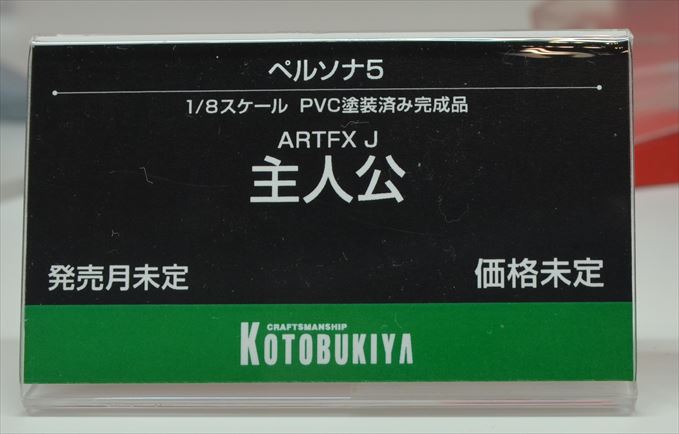 ペルソナ5
1/8スケール PVC塗装済み完成品
ARTFX J
主人公
発売月未定
価格未定
CRAFTSMANSHIP
KOTOBUKIYA